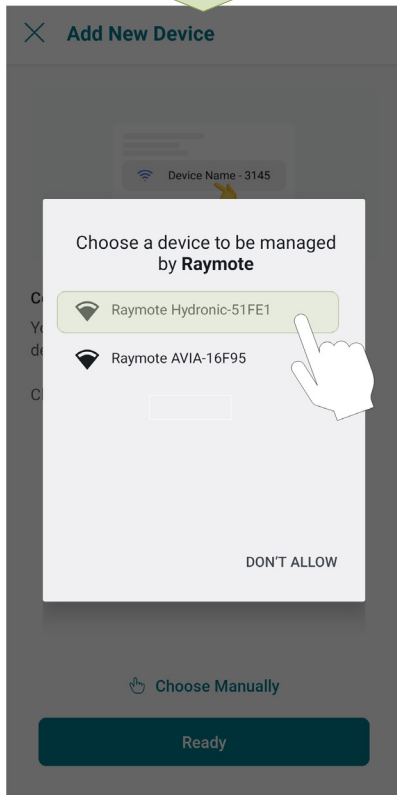 Add New Device
Device Name - 3145
Choose a device to be managed
by Raymote
Raymote Hydronic-51FE1
Raymote AVIA-16F95
DON'T ALLOW
Choose Manually
Ready